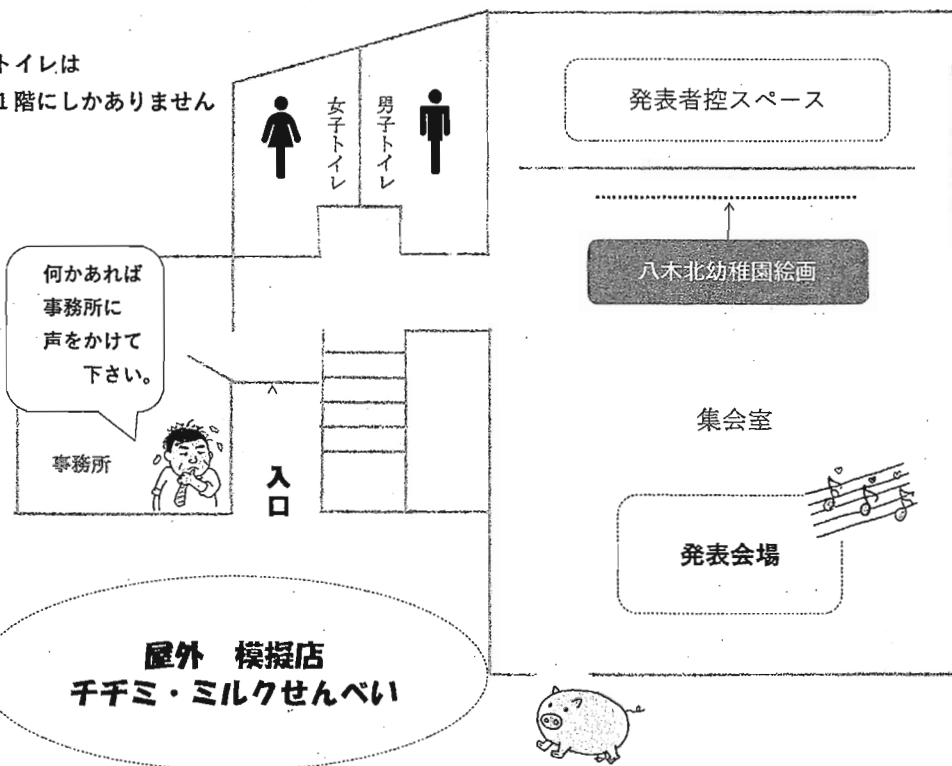 トイレは
1階にしかありません
女子トイレ
男子トイレ
発表者控スペース
八木北幼稚園絵画
何かあれば
事務所に
声をかけて
下さい。
事務所
入口
集会室
発表会場
屋外 模擬店
チヂミ・ミルクせんべい